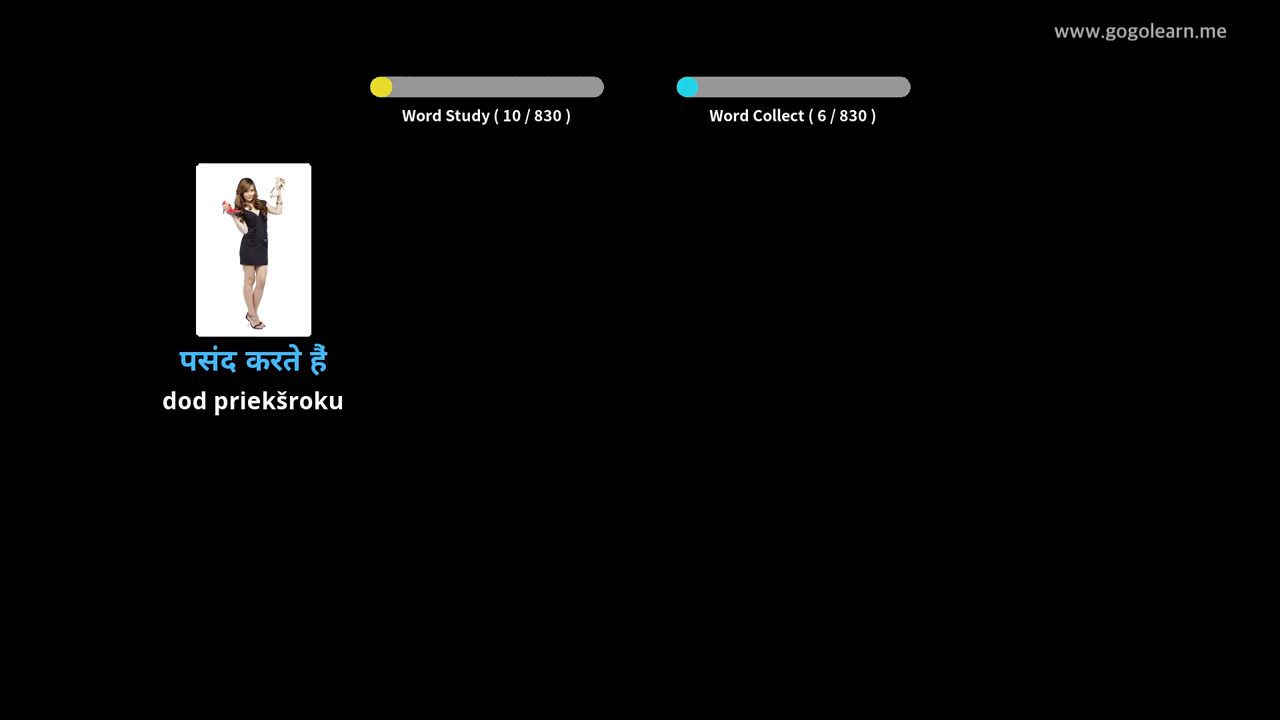 www.gogolearn.me
Word Study ( 10 / 830 )
Word Collect ( 6 / 830 )
पसंद करते हैं
dod priekšroku